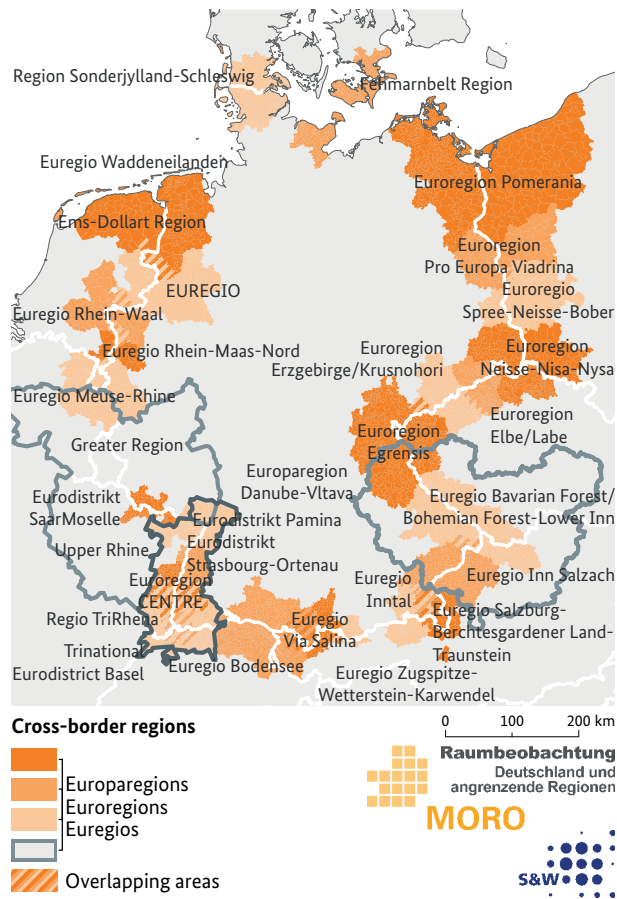 Region Sonderjylland-Schleswig
Fehmarnbelt Region
Euregio Waddeneilanden
Euroregion Pomerania
Ems-Dollart Region
Euroregion
Pro Europa Viadrina
EUREGIO
Euroregion
Spree-Neisse-Bober
Euregio Rhein-Waal
Euregio Rhein-Maas-Nord
Euroregion
Erzgebirge/Krusnohori
Euroregion
Neisse-Nisa-Nysa
Euregio Meuse-Rhine
Euroregion
Elbe/Labe
Greater Region
Euroregion
Egrensis
Europaregion
Danube-Vltava
Eurodistrikt
SaarMoselle
Euregio Bavarian Forest/
Bohemian Forest-Lower Inn
Eurodistrikt Pamina
Upper Rhine
Eurodistrikt
Strasbourg-Ortenau
Euroregion
CENTRE
Euregio
Inntal
Euregio Inn Salzach
Regio TriRhena
Euregio
Via Salina
Euregio Salzburg-
Berchtesgardener Land-
Traunstein
Trinational
Eurodistrict Basel
Euregio Bodensee
Euregio Zugspitze-
Wetterstein-Karwendel
Cross-border regions
0 100 200 km
Europaregions
Euroregions
Euregios
Overlapping areas
Raumbeobachtung
Deutschland und
angrenzende Regionen
MORO
S&W